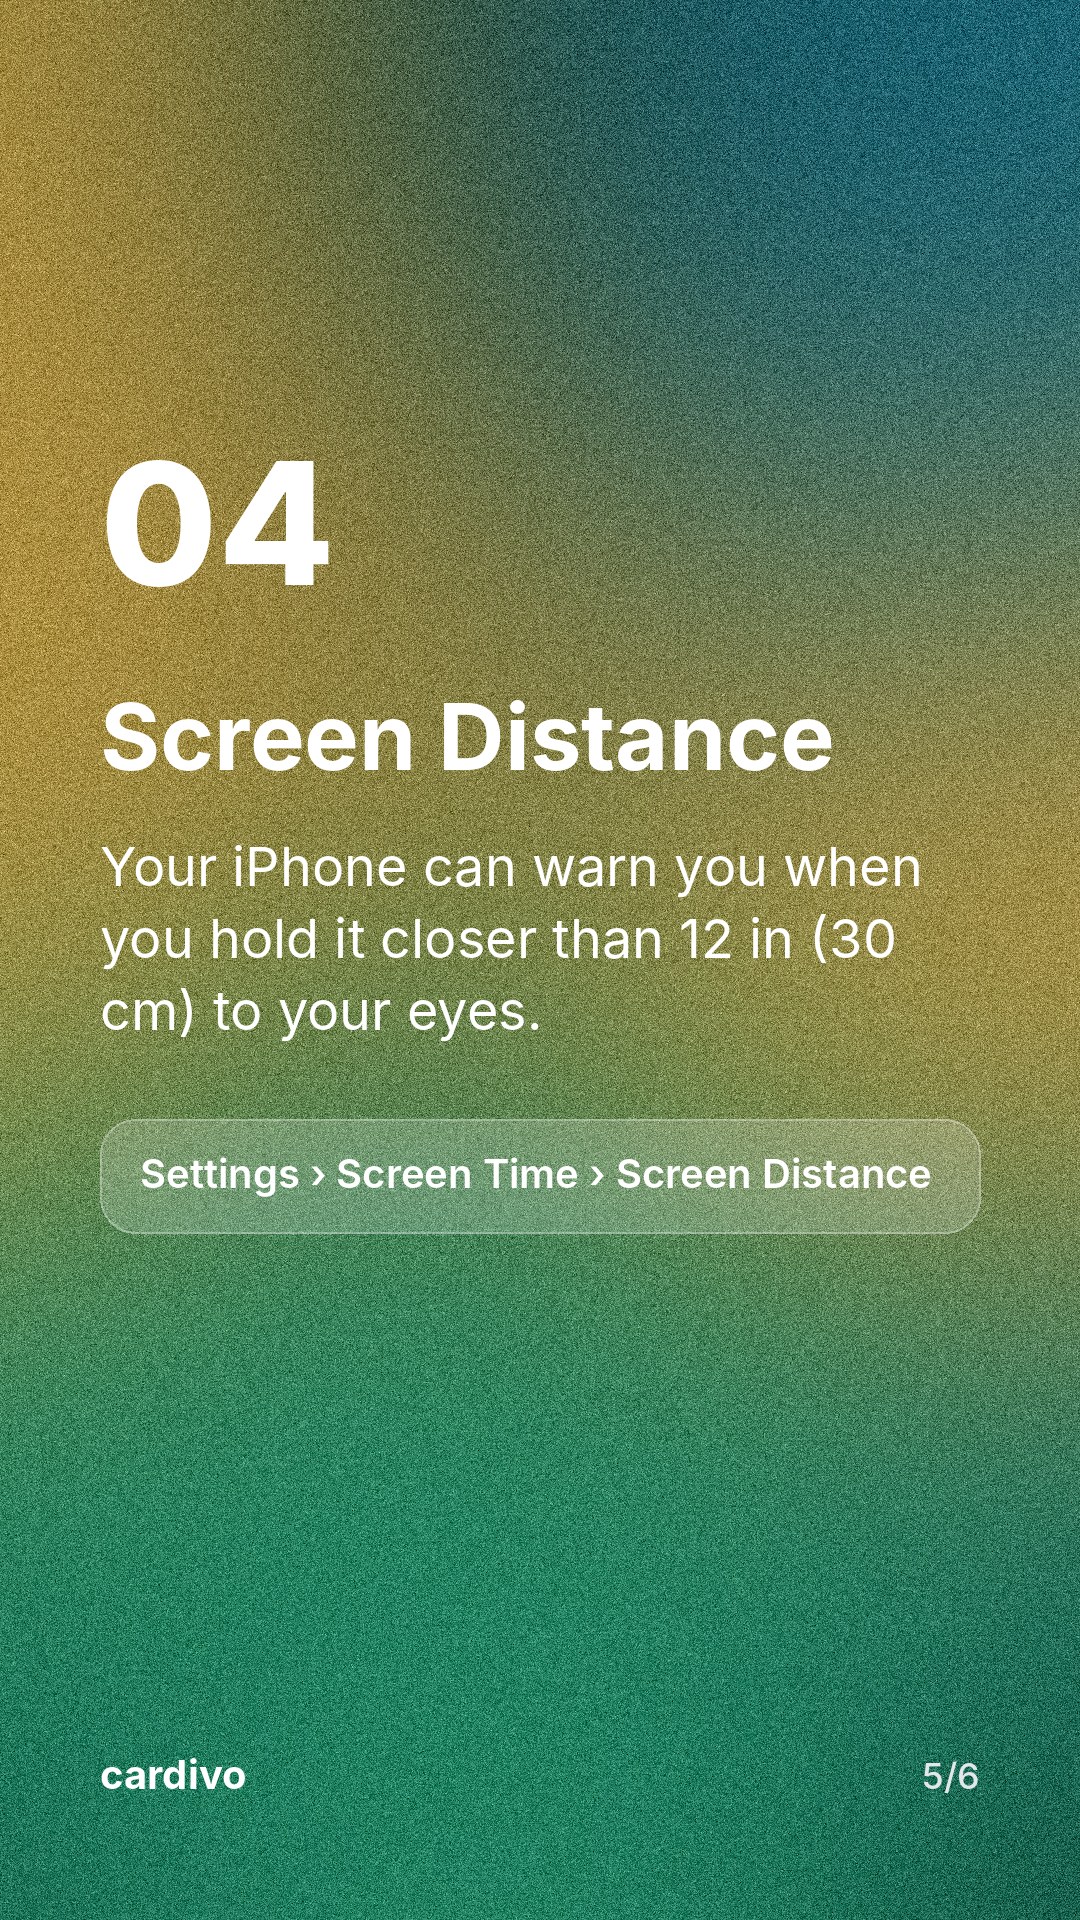 04
Screen Distance
Your iPhone can warn you when
you hold it closer than 12 in (30
cm) to your eyes.
Settings › Screen Time › Screen Distance
cardivo
5/6